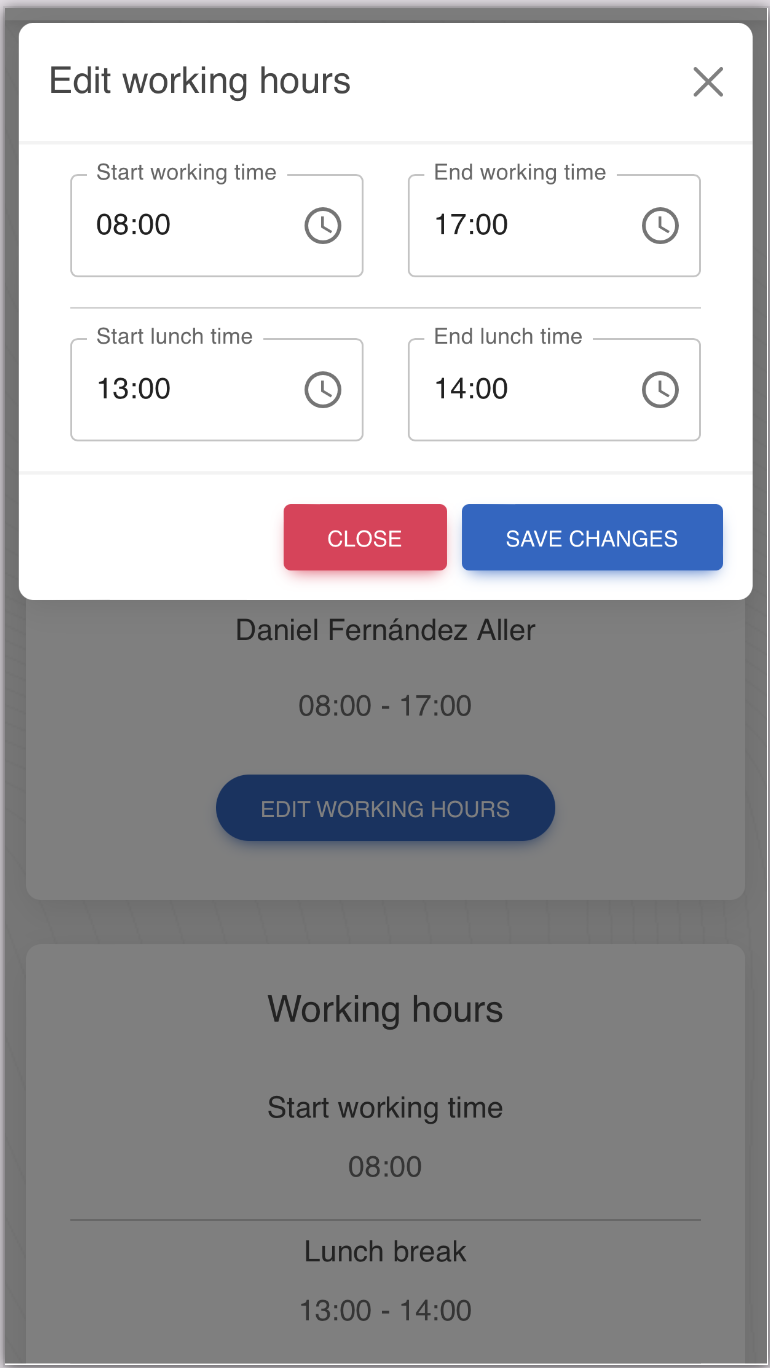 Edit working hours
Start working time
End working time
08:00
17:00
Start lunch time
End lunch time
13:00
14:00
CLOSE
SAVE CHANGES
Daniel Fernández Aller
08:00 - 17:00
EDIT WORKING HOURS
Working hours
Start working time
08:00
Lunch break
13:00 - 14:00